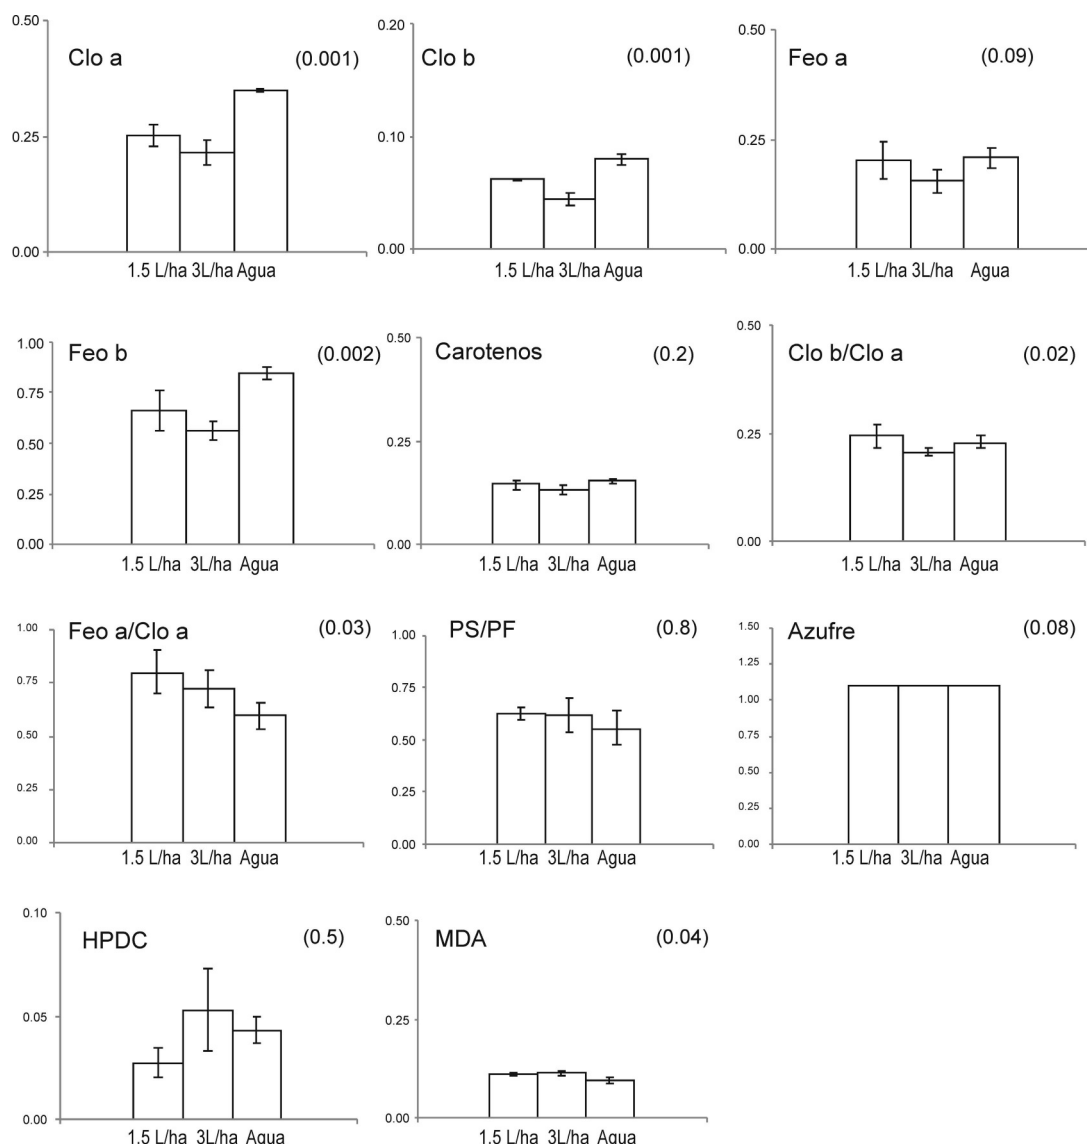 0.50
Clo a (0.001)
0.25
0.00
1.5 L/ha 3L/ha Agua
0.20
Clo b (0.001)
0.10
0.00
1.5 L/ha 3L/ha Agua
0.50
Feo a (0.09)
0.25
0.00
1.5 L/ha 3L/ha Agua
1.00
Feo b (0.002)
0.75
0.50
0.25
0.00
1.5 L/ha 3L/ha Agua
0.50
Carotenos (0.2)
0.25
0.00
1.5 L/ha 3L/ha Agua
0.50
Clo b/Clo a (0.02)
0.25
0.00
1.5 L/ha 3L/ha Agua
1.00
Feo a/Clo a (0.03)
0.75
0.50
0.25
0.00
1.5 L/ha 3L/ha Agua
1.00
PS/PF (0.8)
0.75
0.50
0.25
0.00
1.5 L/ha 3L/ha Agua
1.50
Azufre (0.08)
1.25
1.00
0.75
0.50
0.25
0.00
1.5 L/ha 3L/ha Agua
0.10
HPDC (0.5)
0.05
0.00
1.5 L/ha 3L/ha Agua
0.50
MDA (0.04)
0.25
0.00
1.5 L/ha 3L/ha Agua